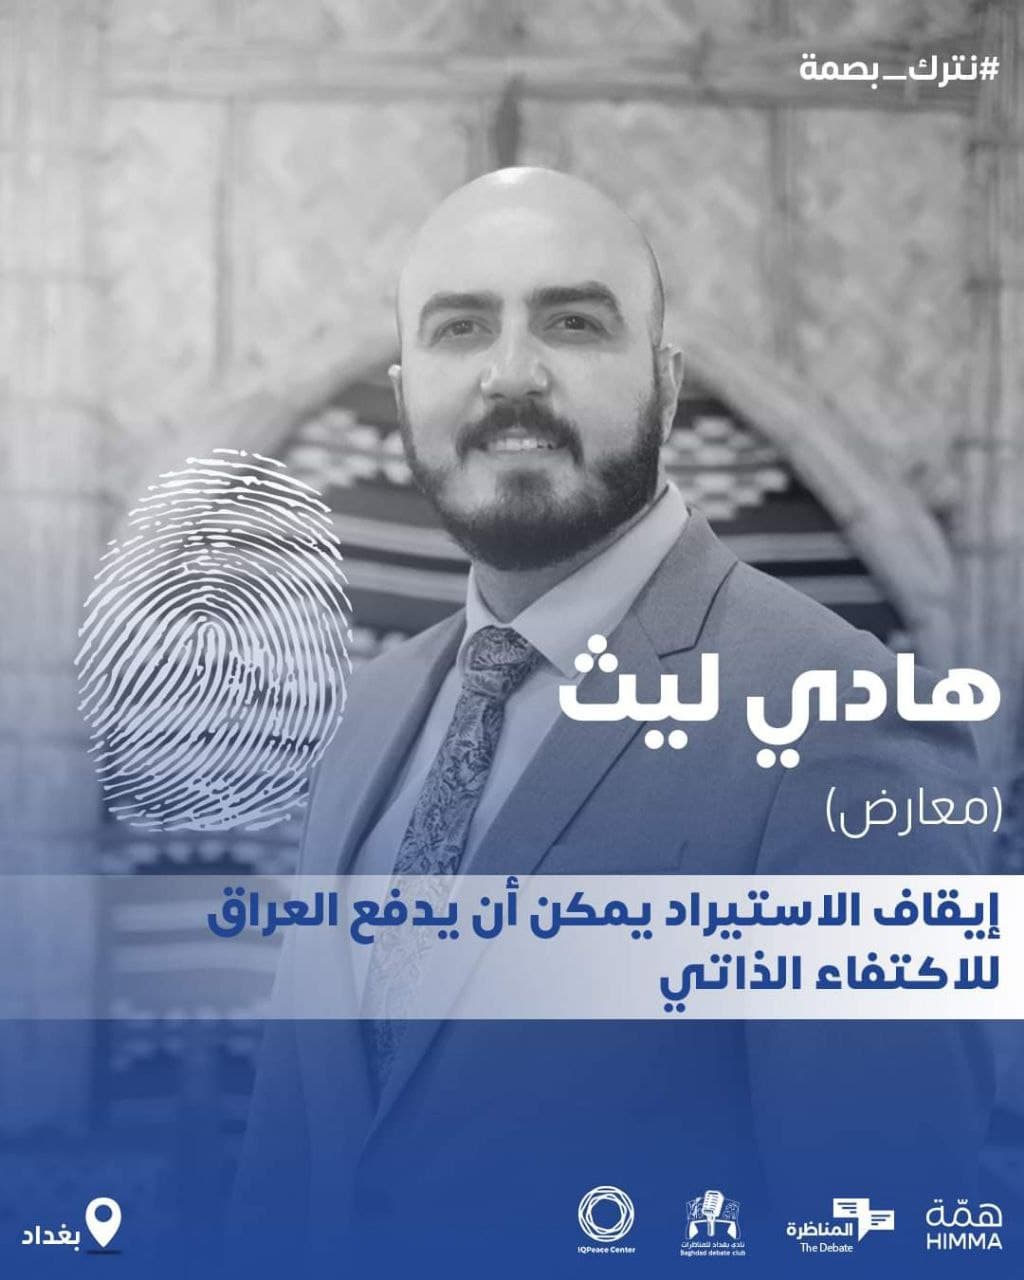 #نترك_بصمة
هادي ليث
(معارض)
إيقاف الاستيراد يمكن أن يدفع العراق
للاكتفاء الذاتي
بغداد
IQPeace Center
نادي بغداد للمناظرات
Baghdad debate club
المناظرة
The Debate
همّة
HIMMA